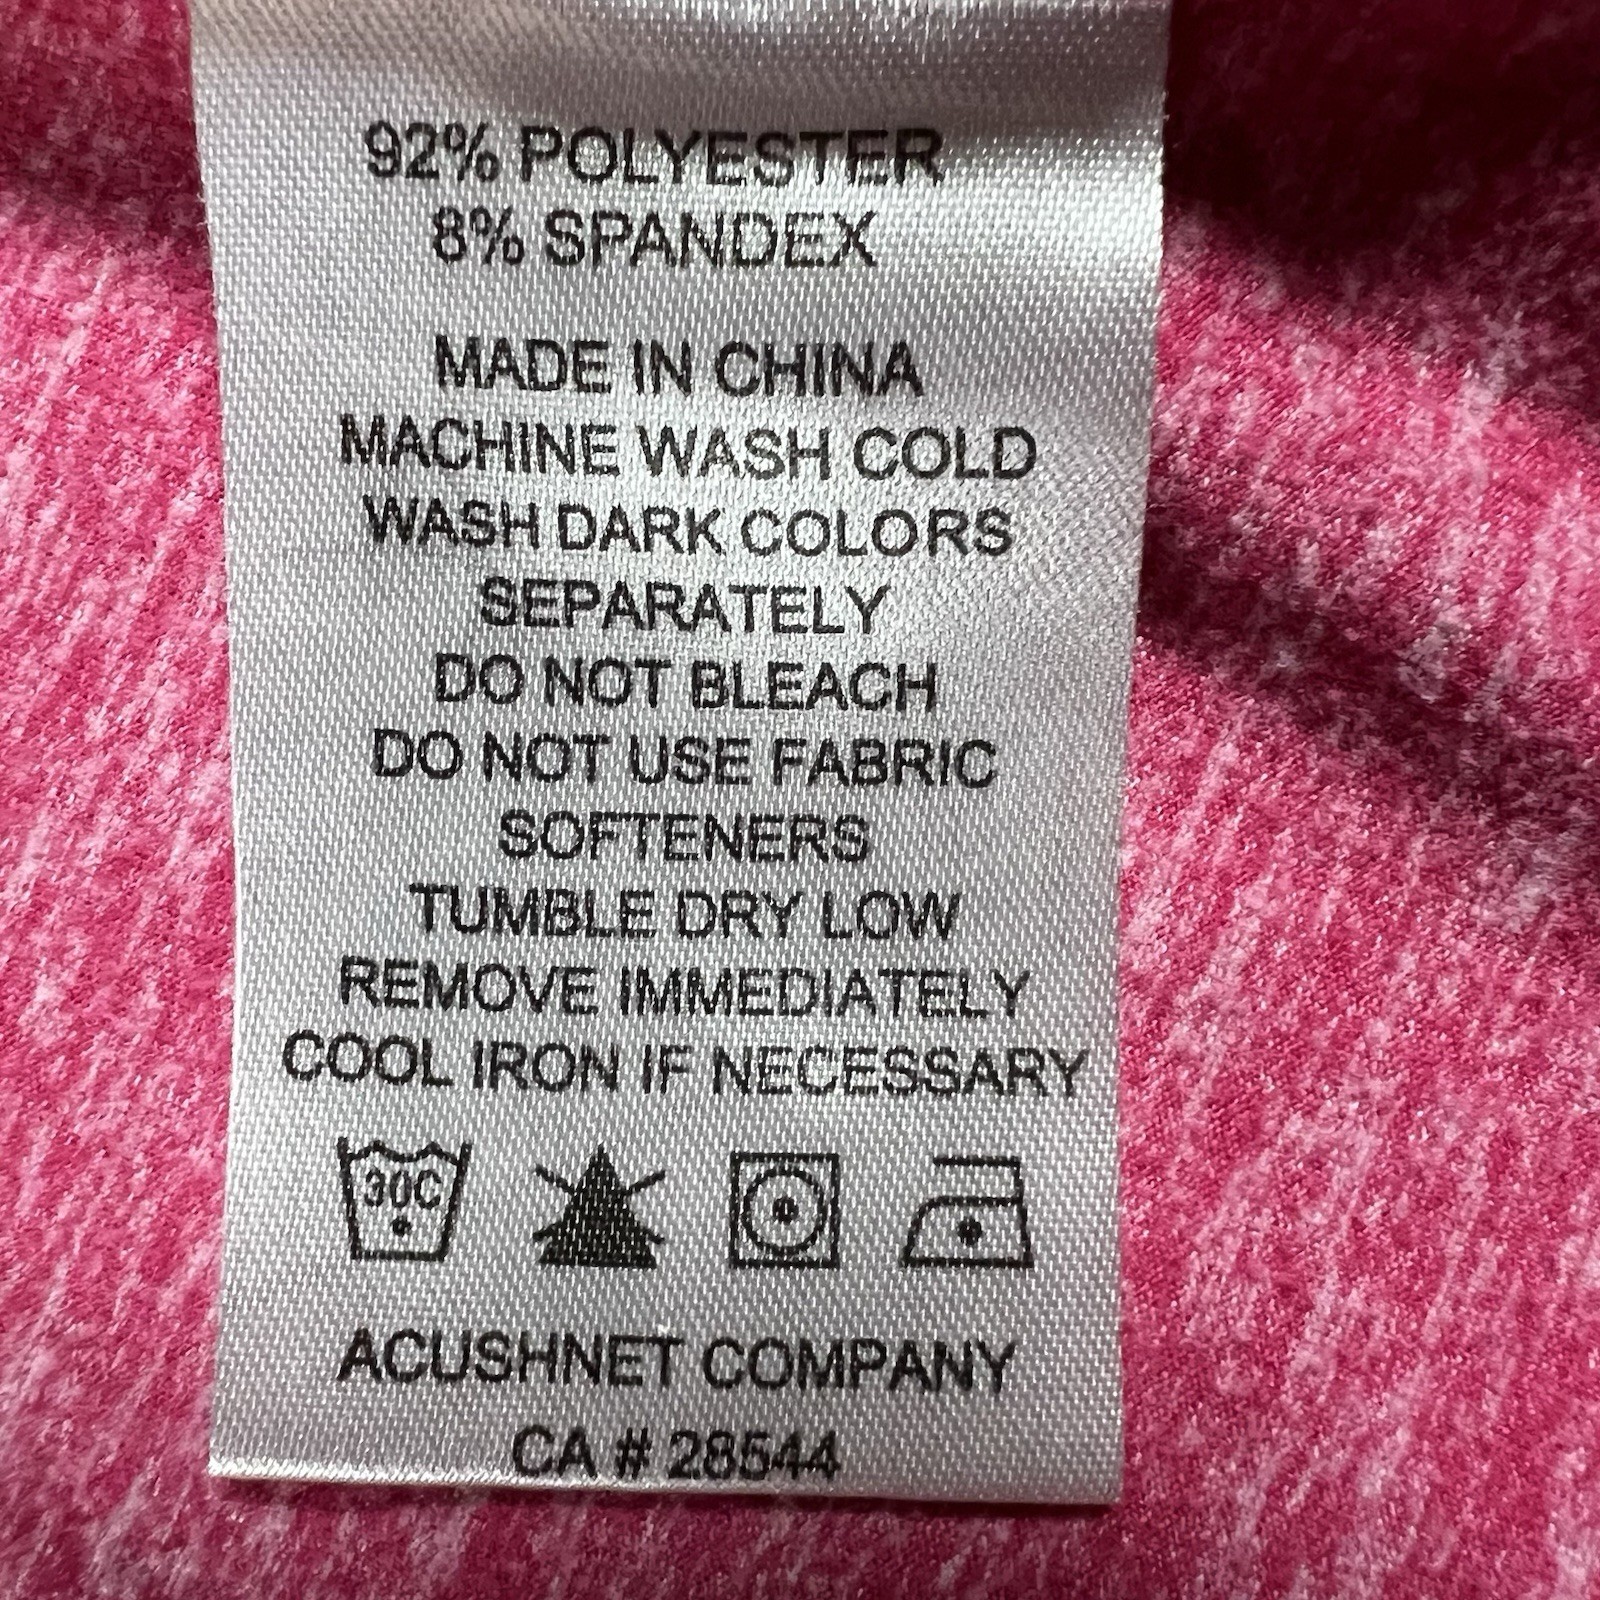 92% POLYESTER
8% SPANDEX
MADE IN CHINA
MACHINE WASH COLD
WASH DARK COLORS
SEPARATELY
DO NOT BLEACH
DO NOT USE FABRIC
SOFTENERS
TUMBLE DRY LOW
REMOVE IMMEDIATELY
COOL IRON IF NECESSARY
30C
ACUSHNET COMPANY
CA # 28544